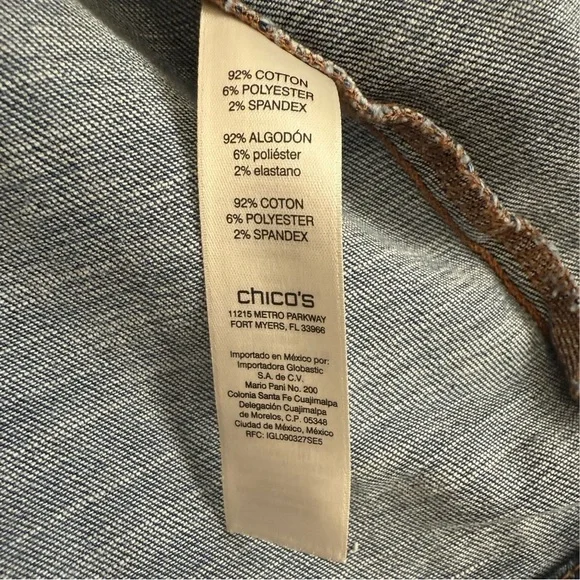 92% COTTON
6% POLYESTER
2% SPANDEX
92% ALGODÓN
6% poliéster
2% elastano
92% COTON
6% POLYESTER
2% SPANDEX
chico's
11215 METRO PARKWAY
FORT MYERS, FL 33966
Importado en México por:
Importadora Globastic
S.A. de C.V.
Mario Pani No. 200
Colonia Santa Fe Cuajimalpa
Delegación Cuajimalpa
de Morelos, C.P. 05348
Ciudad de México, México
RFC: IGL090327SE5